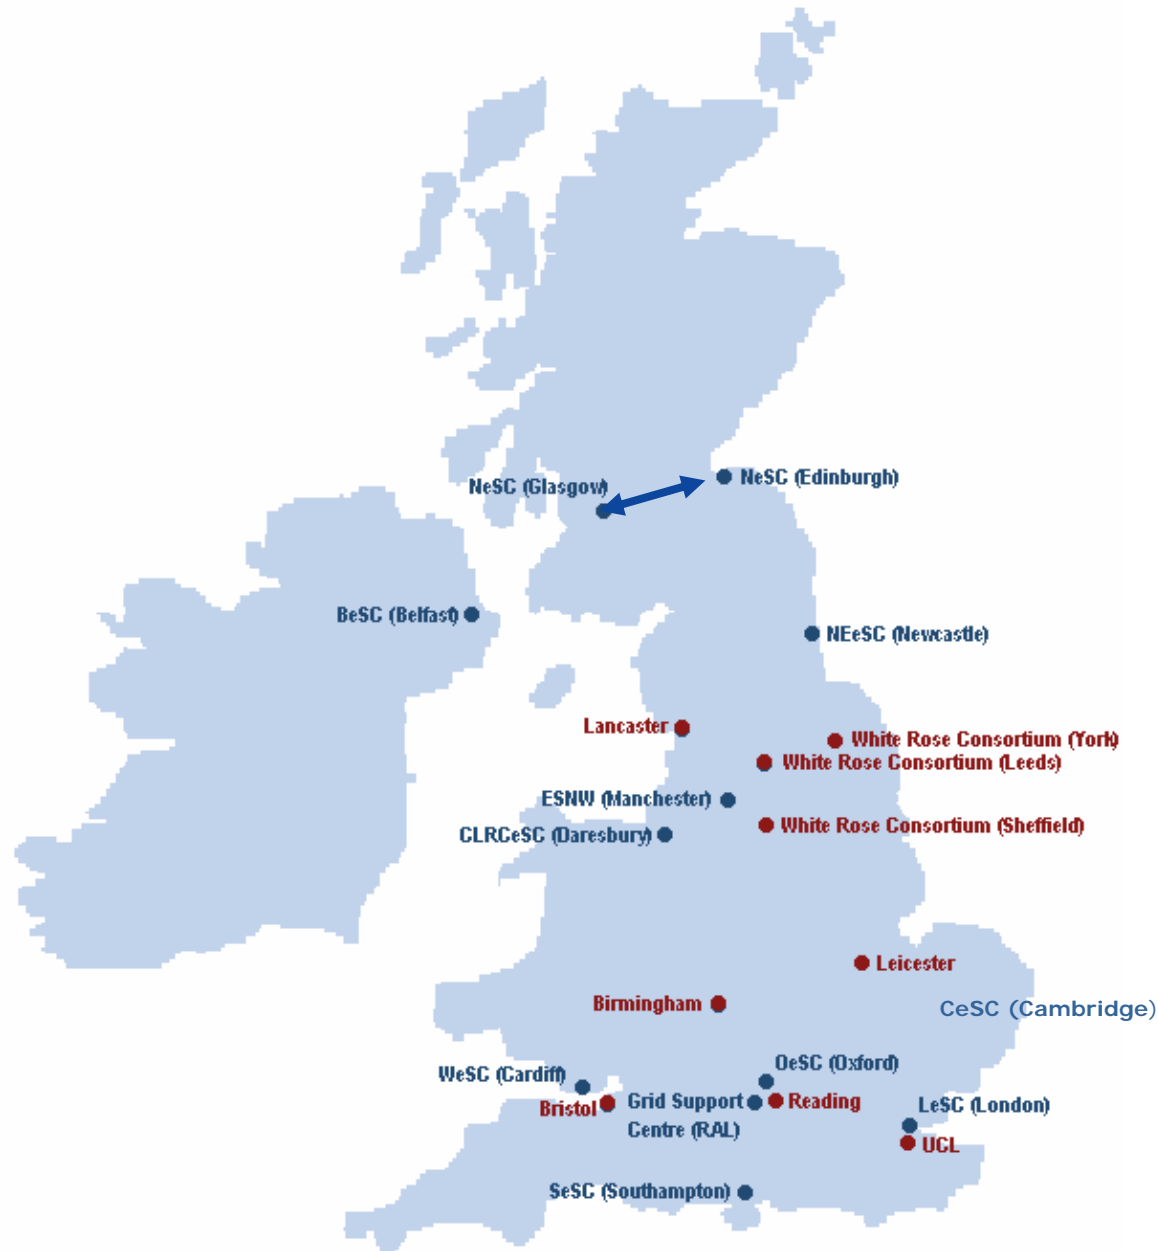 NeSC (Edinburgh)
NeSC (Glasgow)
BeSC (Belfast)
NEeSC (Newcastle)
Lancaster
White Rose Consortium (York)
White Rose Consortium (Leeds)
ESNW (Manchester)
White Rose Consortium (Sheffield)
CLRCeSC (Daresbury)
Leicester
Birmingham
CeSC (Cambridge)
OeSC (Oxford)
WeSC (Cardiff)
Bristol
Grid Support
Centre (RAL)
Reading
LeSC (London)
UCL
SeSC (Southampton)